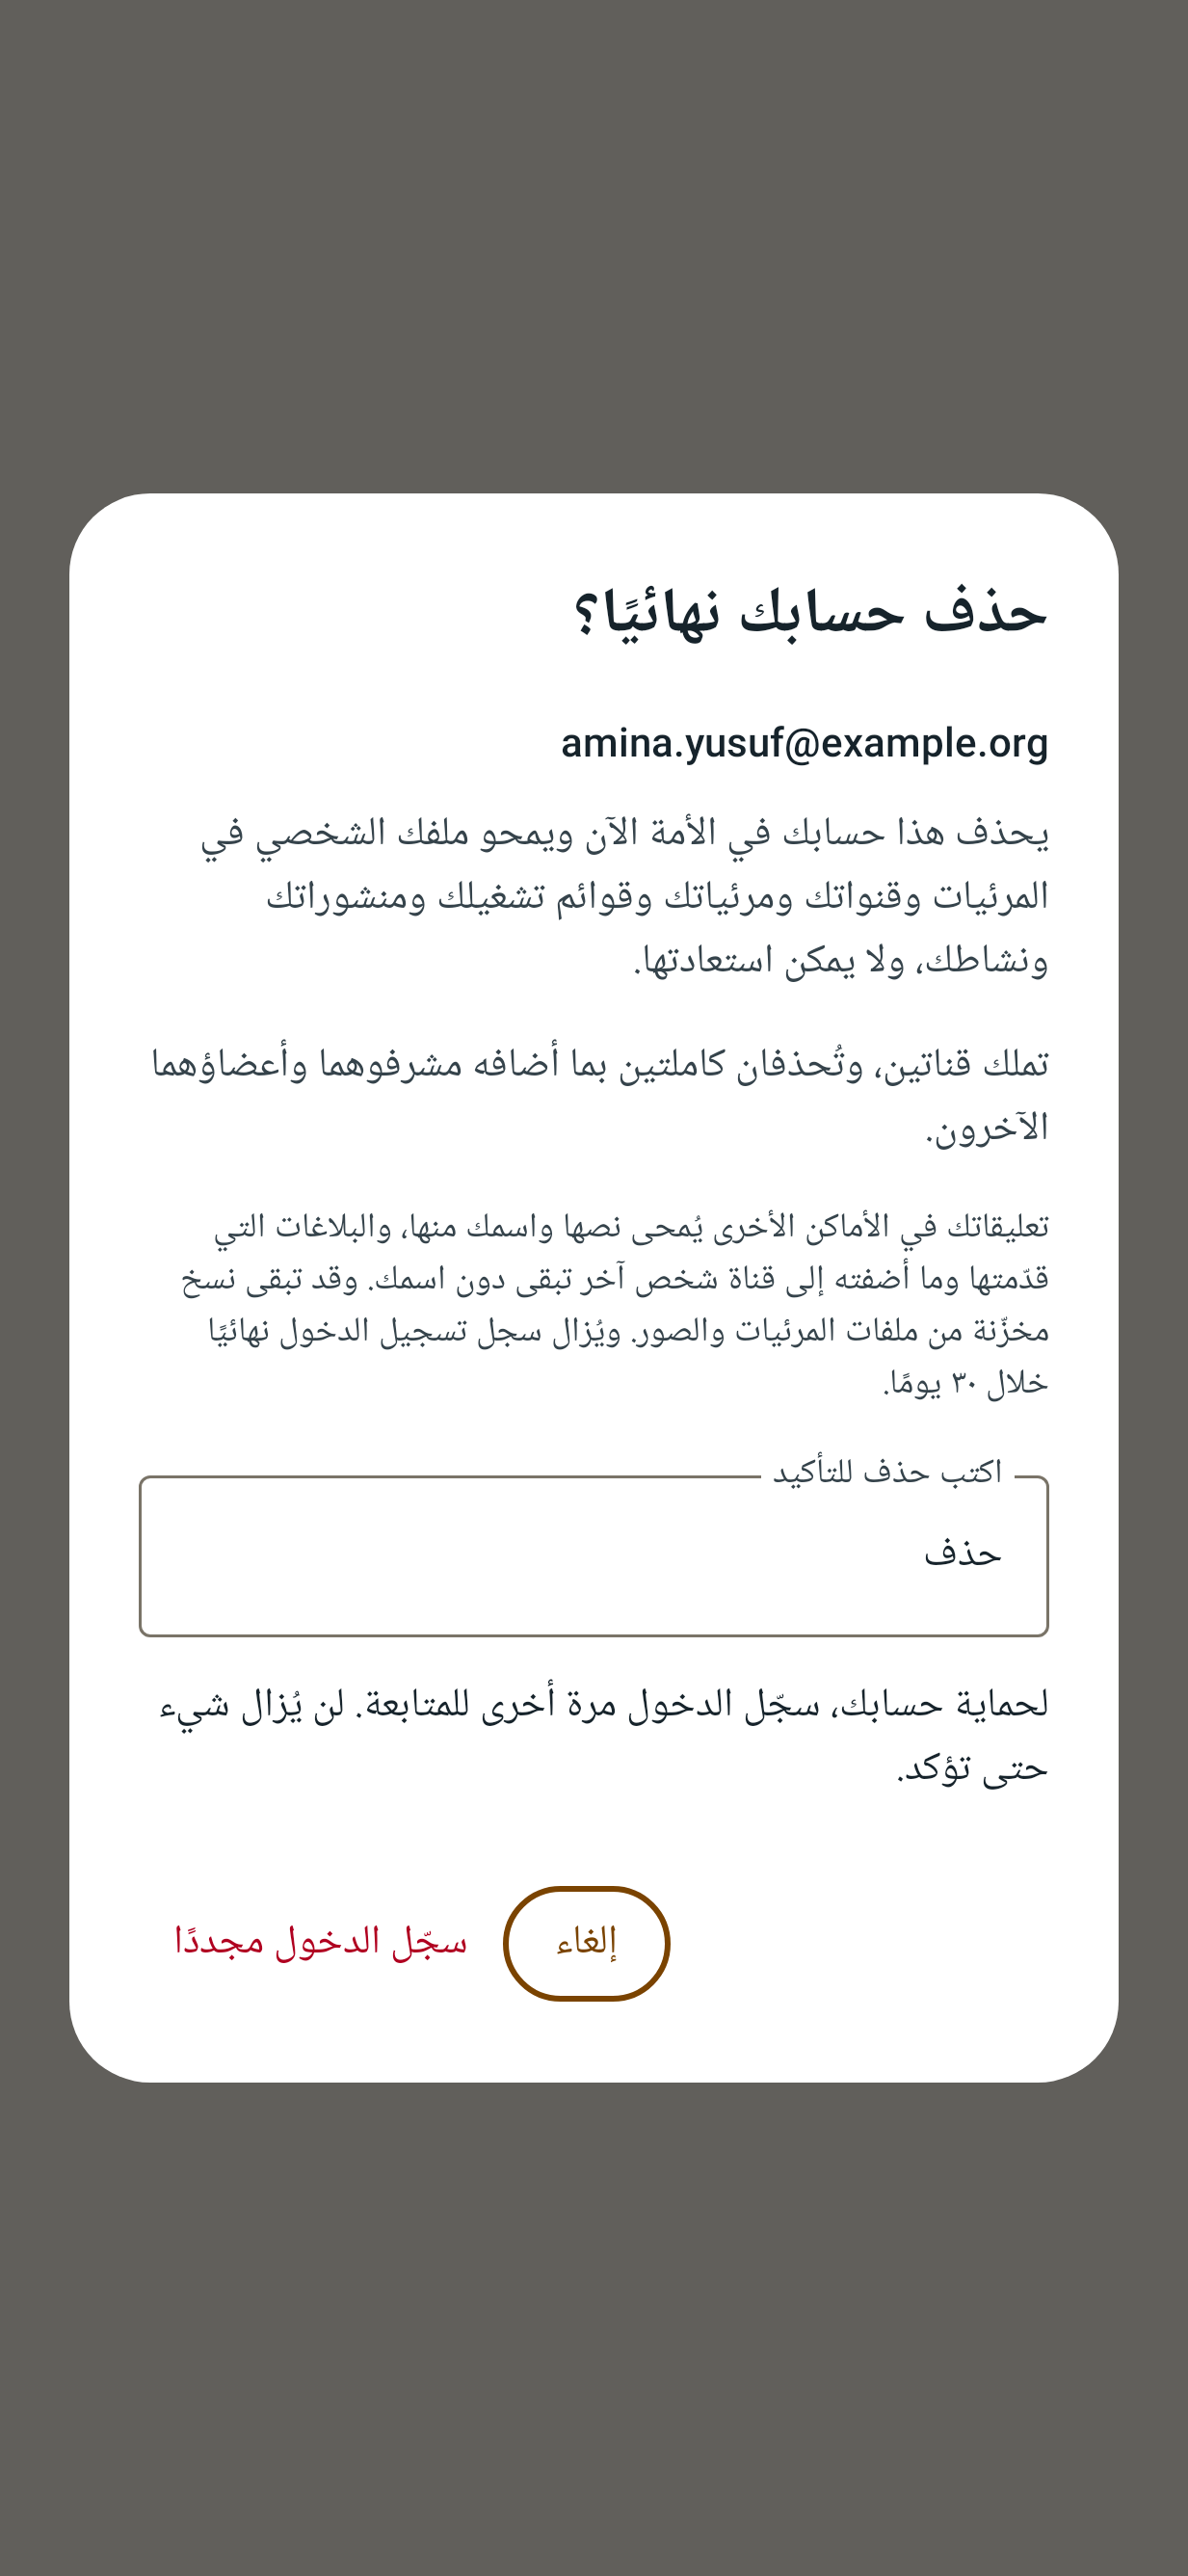 حذف حسابك نهائيًا؟
amina.yusuf@example.org
يحذف هذا حسابك في الأمة الآن ويمحو ملفك الشخصي في
المرئيات وقنواتك ومرئياتك وقوائم تشغيلك ومنشوراتك
ونشاطك، ولا يمكن استعادتها.
تملك قناتين، وتُحذفان كاملتين بما أضافه مشرفوهما وأعضاؤهما
الآخرون.
تعليقاتك في الأماكن الأخرى يُمحى نصها واسمك منها، والبلاغات التي
قدّمتها وما أضفته إلى قناة شخص آخر تبقى دون اسمك. وقد تبقى نسخ
مخزّنة من ملفات المرئيات والصور. ويُزال سجل تسجيل الدخول نهائيًا
خلال ٣٠ يومًا.
اكتب حذف للتأكيد
حذف
لحماية حسابك، سجّل الدخول مرة أخرى للمتابعة. لن يُزال شيء
حتى تؤكد.
إلغاء
سجّل الدخول مجددًا